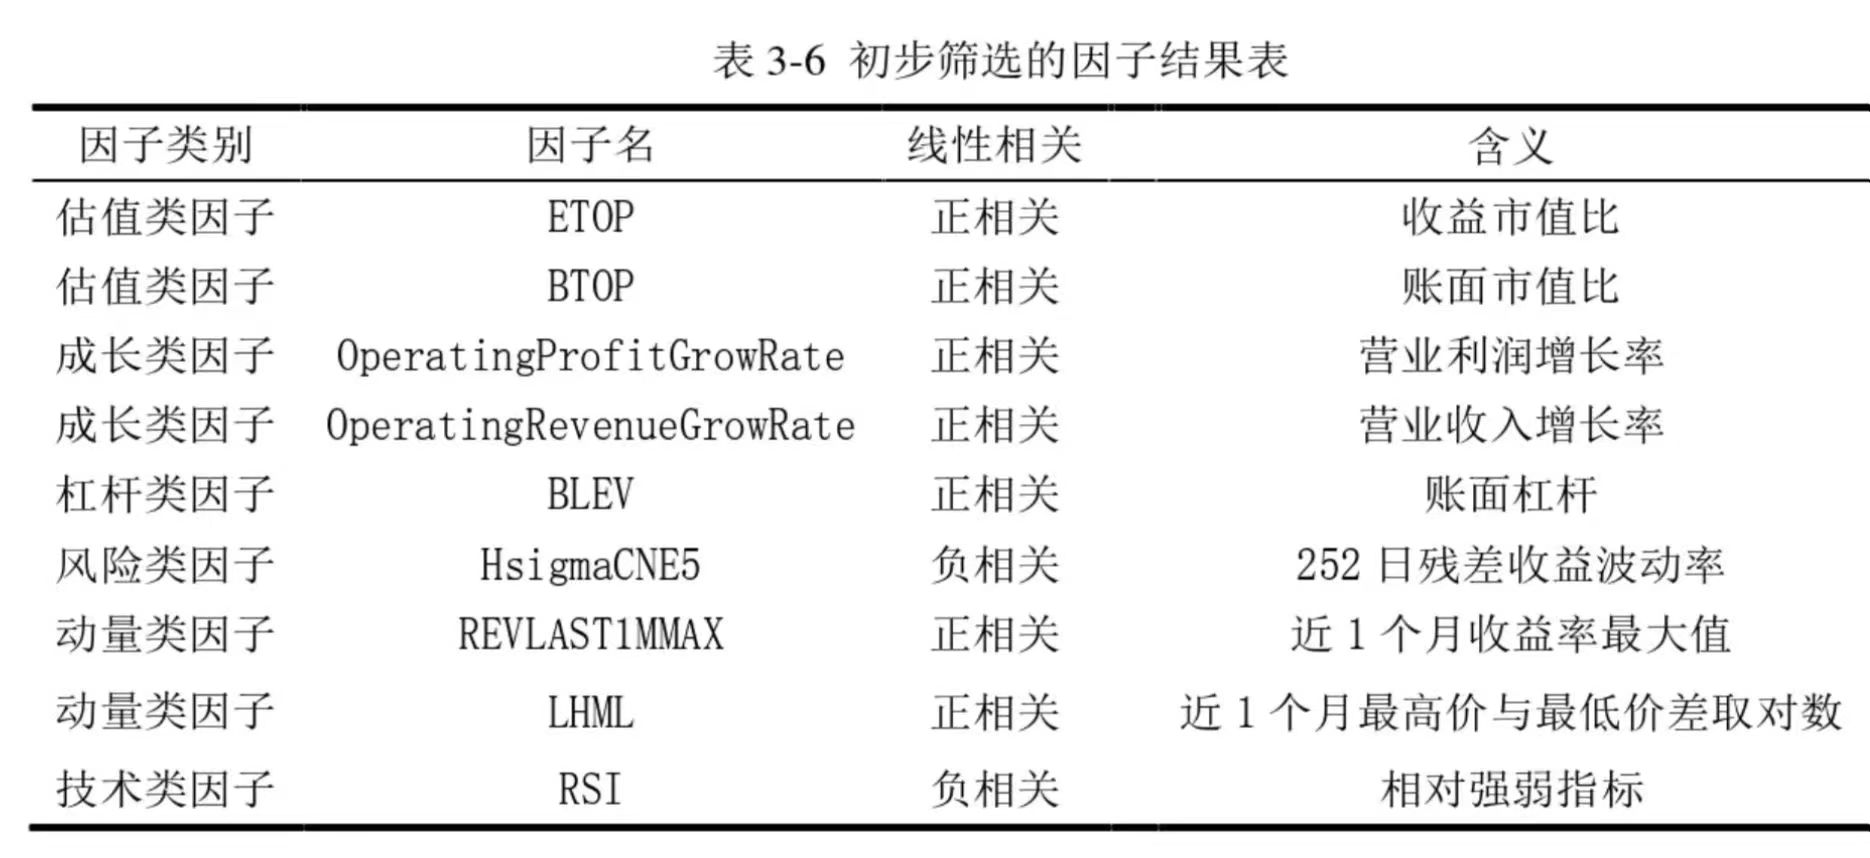 表 3-6 初步筛选的因子结果表
因子类别 因子名 线性相关 含义
估值类因子 ETOP 正相关 收益市值比
估值类因子 BTOP 正相关 账面市值比
成长类因子 OperatingProfitGrowRate 正相关 营业利润增长率
成长类因子 OperatingRevenueGrowRate 正相关 营业收入增长率
杠杆类因子 BLEV 正相关 账面杠杆
风险类因子 HsigmaCNE5 负相关 252 日残差收益波动率
动量类因子 REVLAST1MMAX 正相关 近 1 个月收益率最大值
动量类因子 LHML 正相关 近 1 个月最高价与最低价差取对数
技术类因子 RSI 负相关 相对强弱指标